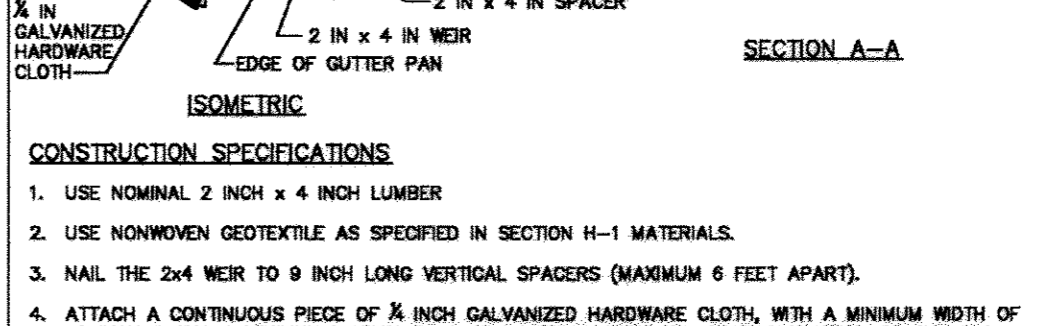 ¼ IN
GALVANIZED
HARDWARE
CLOTH
2 IN x 4 IN SPACER
2 IN x 4 IN WEIR
EDGE OF GUTTER PAN
SECTION A-A
ISOMETRIC
CONSTRUCTION SPECIFICATIONS
1. USE NOMINAL 2 INCH x 4 INCH LUMBER
2. USE NONWOVEN GEOTEXTILE AS SPECIFIED IN SECTION H-1 MATERIALS.
3. NAIL THE 2x4 WEIR TO 9 INCH LONG VERTICAL SPACERS (MAXIMUM 6 FEET APART).
4. ATTACH A CONTINUOUS PIECE OF ¼ INCH GALVANIZED HARDWARE CLOTH, WITH A MINIMUM WIDTH OF